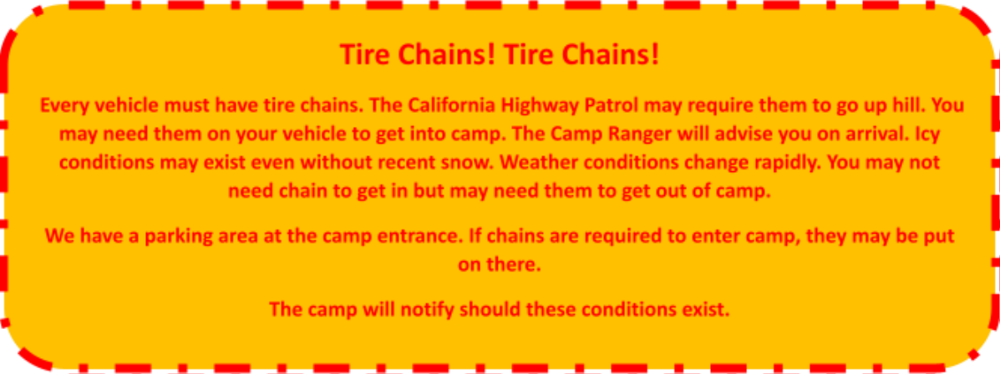 Tire Chains! Tire Chains!
Every vehicle must have tire chains. The California Highway Patrol may require them to go up hill. You
may need them on your vehicle to get into camp. The Camp Ranger will advise you on arrival. Icy
conditions may exist even without recent snow. Weather conditions change rapidly. You may not
need chain to get in but may need them to get out of camp.
We have a parking area at the camp entrance. If chains are required to enter camp, they may be put
on there.
The camp will notify should these conditions exist.